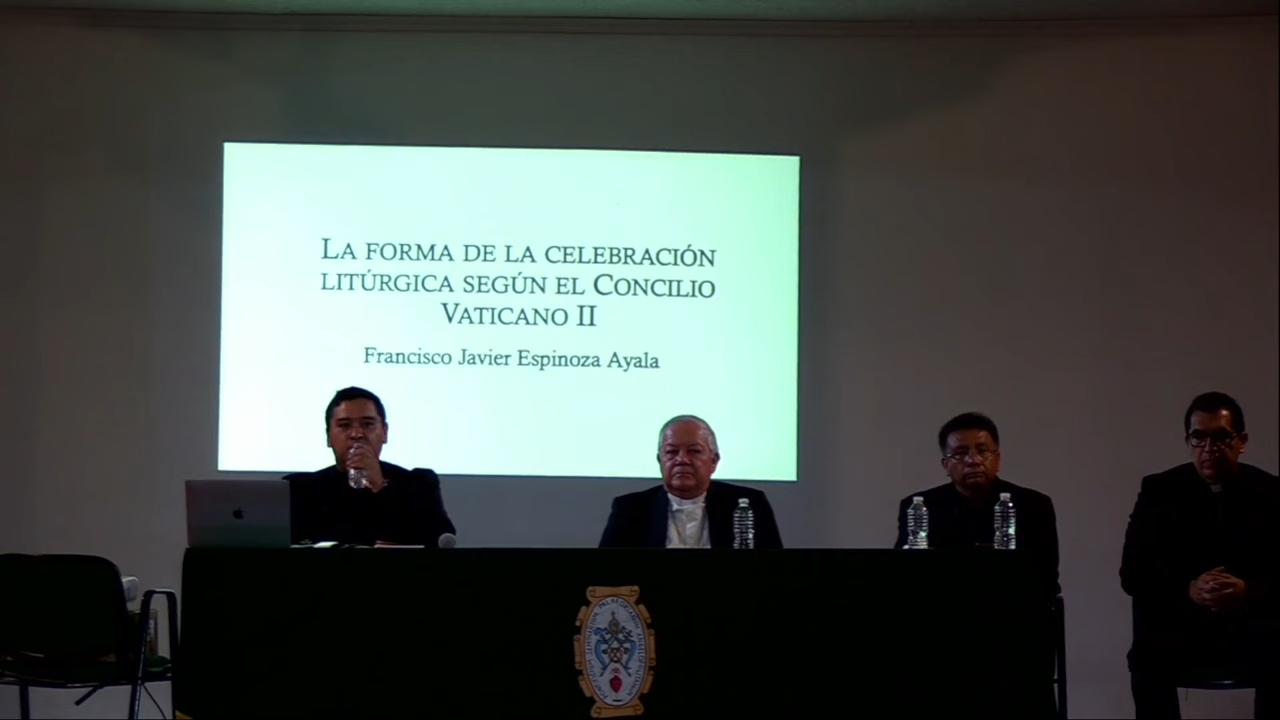 LA FORMA DE LA CELEBRACIÓN
LITÚRGICA SEGÚN EL CONCILIO
VATICANO II
Francisco Javier Espinoza Ayala